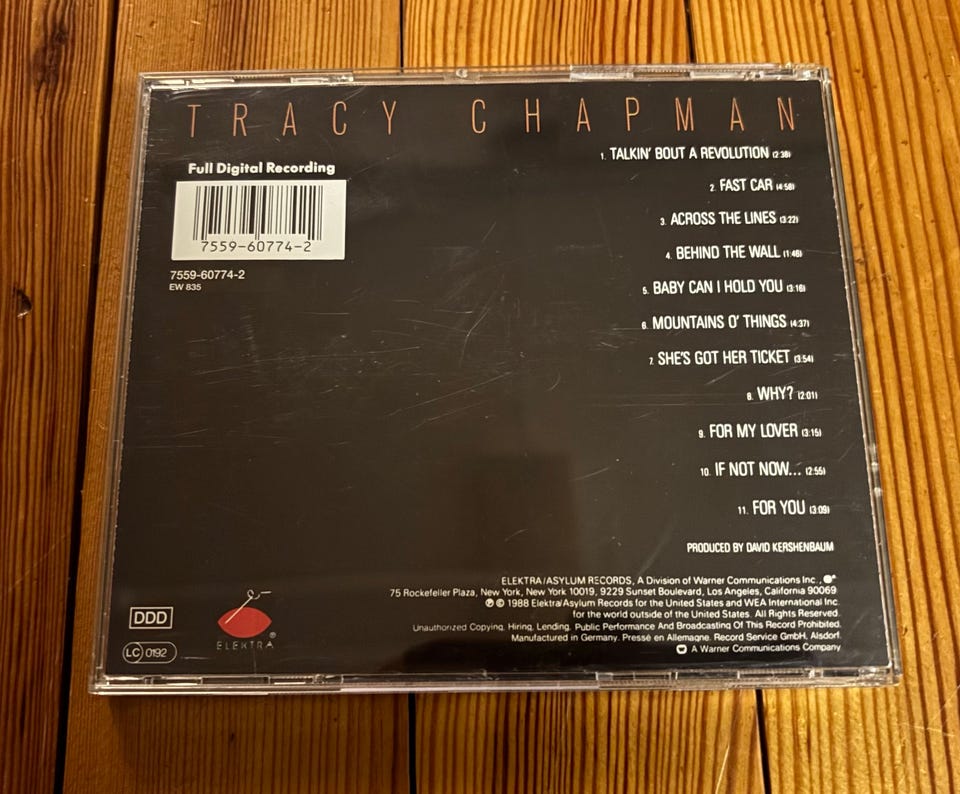 TRACY CHAPMAN
Full Digital Recording
7559-60774-2
7559-60774-2
EW 835
1. TALKIN' BOUT A REVOLUTION (2:38)
2. FAST CAR (4:58)
3. ACROSS THE LINES (3:22)
4. BEHIND THE WALL (1:46)
5. BABY CAN I HOLD YOU (3:16)
6. MOUNTAINS O' THINGS (4:37)
7. SHE'S GOT HER TICKET (3:54)
8. WHY? (2:01)
9. FOR MY LOVER (3:15)
10. IF NOT NOW... (2:55)
11. FOR YOU (3:09)
PRODUCED BY DAVID KERSHENBAUM
ELEKTRA/ASYLUM RECORDS, A Division of Warner Communications Inc.,
75 Rockefeller Plaza, New York, New York 10019, 9229 Sunset Boulevard, Los Angeles, California 90069
℗ © 1988 Elektra/Asylum Records for the United States and WEA International Inc.
for the world outside of the United States. All Rights Reserved.
Unauthorized Copying, Hiring, Lending, Public Performance And Broadcasting Of This Record Prohibited.
Manufactured in Germany. Pressé en Allemagne. Record Service GmbH, Alsdorf.
A Warner Communications Company
DDD
LC 0192
ELEKTRA ®